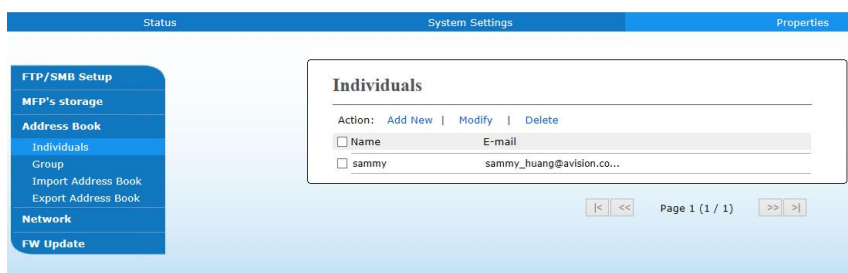 Status System Settings Properties
FTP/SMB Setup
MFP's storage
Address Book
Individuals
Group
Import Address Book
Export Address Book
Network
FW Update
Individuals
Action: Add New | Modify | Delete
Name E-mail
sammy sammy_huang@avision.co...
|< << Page 1 (1 / 1) >> >|